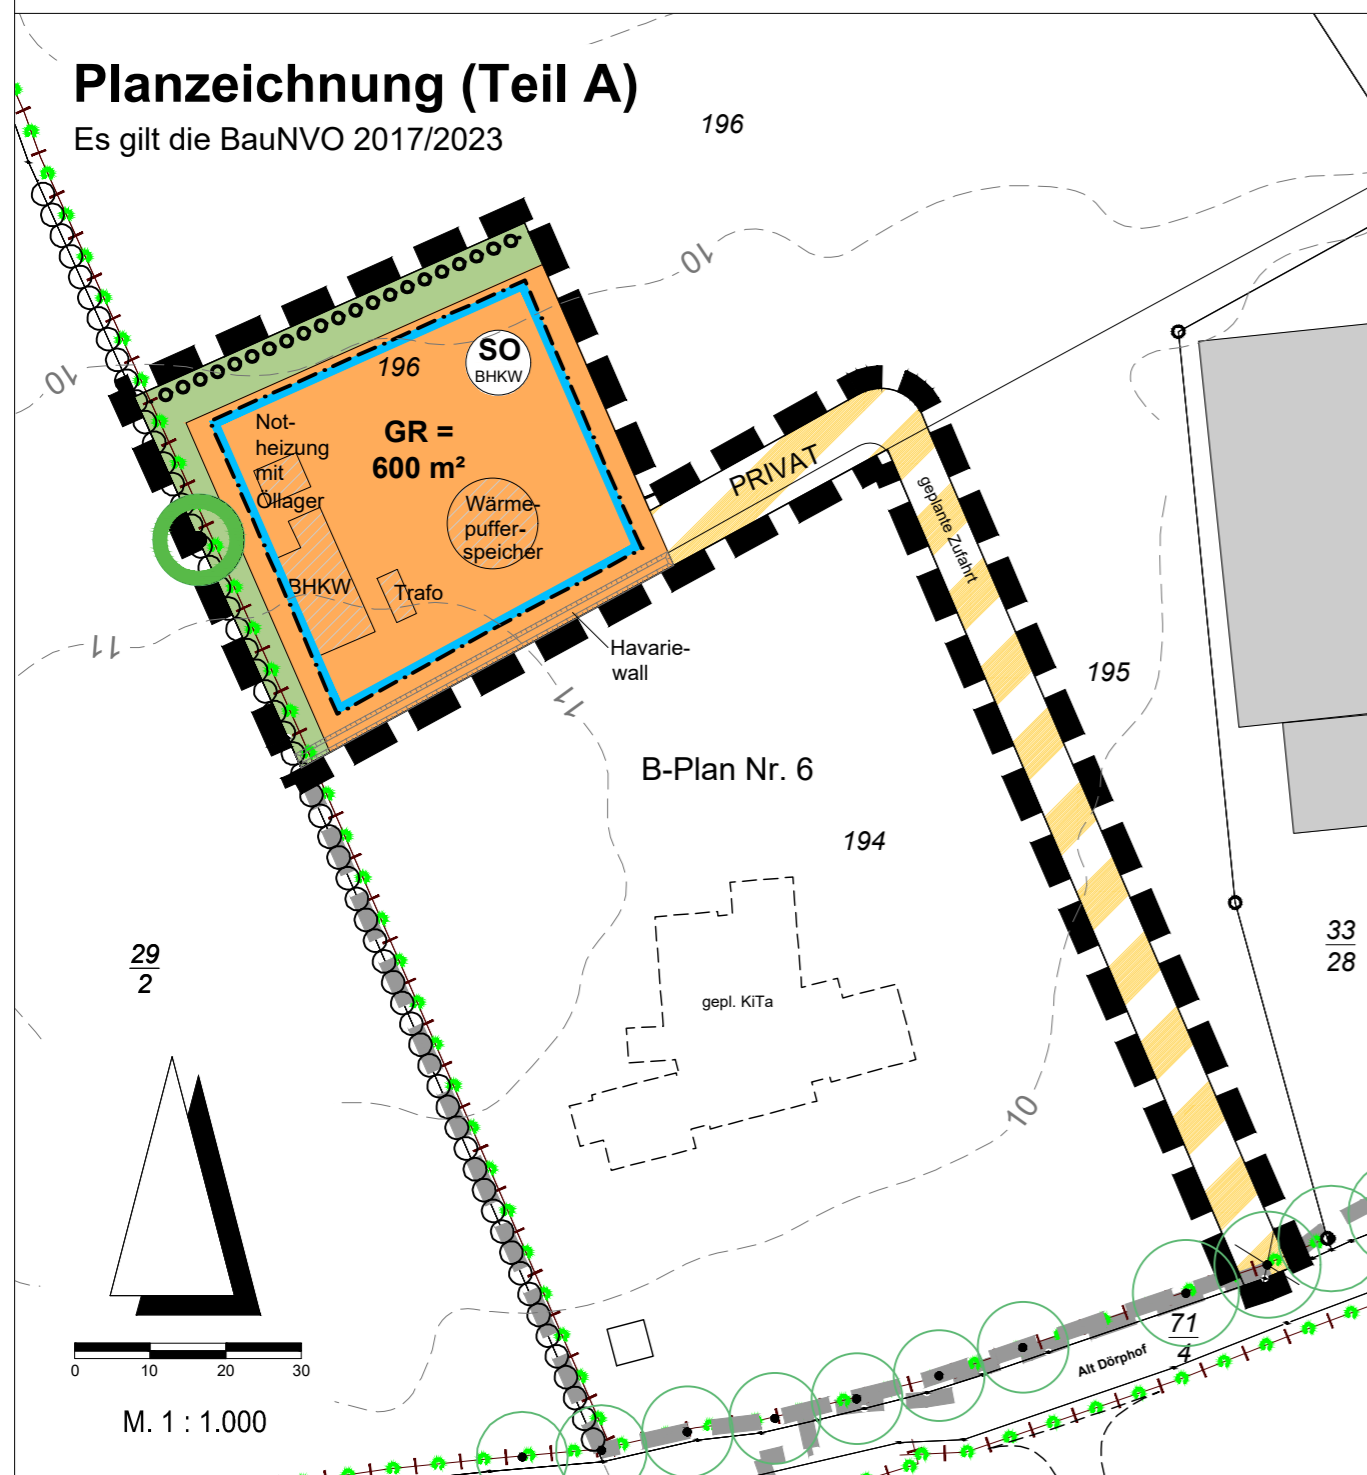 Planzeichnung (Teil A)
Es gilt die BauNVO 2017/2023
196
10
10
SO
BHKW
196
Not-
heizung
mit
Öllager
GR =
600 m²
Wärme-
puffer-
speicher
BHKW
Trafo
PRIVAT
geplante Zufahrt
11
11
Havarie-
wall
195
B-Plan Nr. 6
194
29
2
33
28
gepl. KiTa
10
71
4
Alt Dörphof
0 10 20 30
M. 1 : 1.000